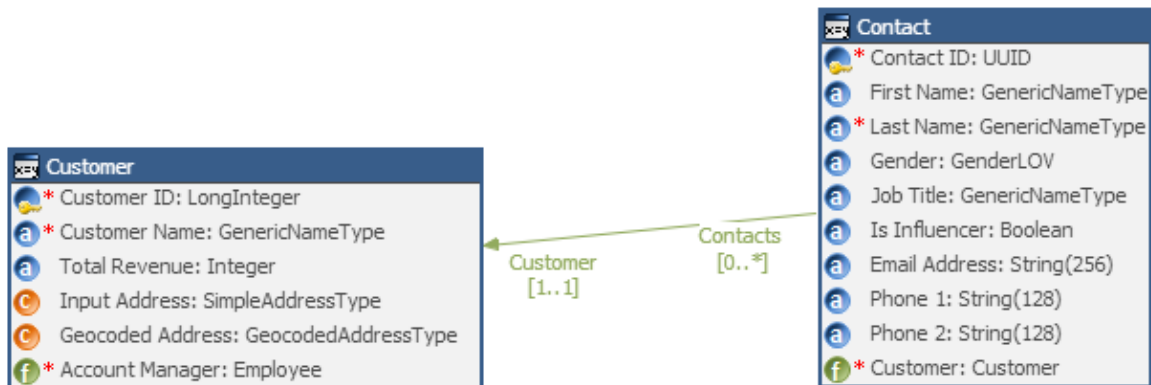 Customer
* Customer ID: LongInteger
* Customer Name: GenericNameType
Total Revenue: Integer
Input Address: SimpleAddressType
Geocoded Address: GeocodedAddressType
* Account Manager: Employee
Customer
[1..1]
Contacts
[0..*]
Contact
* Contact ID: UUID
First Name: GenericNameType
* Last Name: GenericNameType
Gender: GenderLOV
Job Title: GenericNameType
Is Influencer: Boolean
Email Address: String(256)
Phone 1: String(128)
Phone 2: String(128)
* Customer: Customer